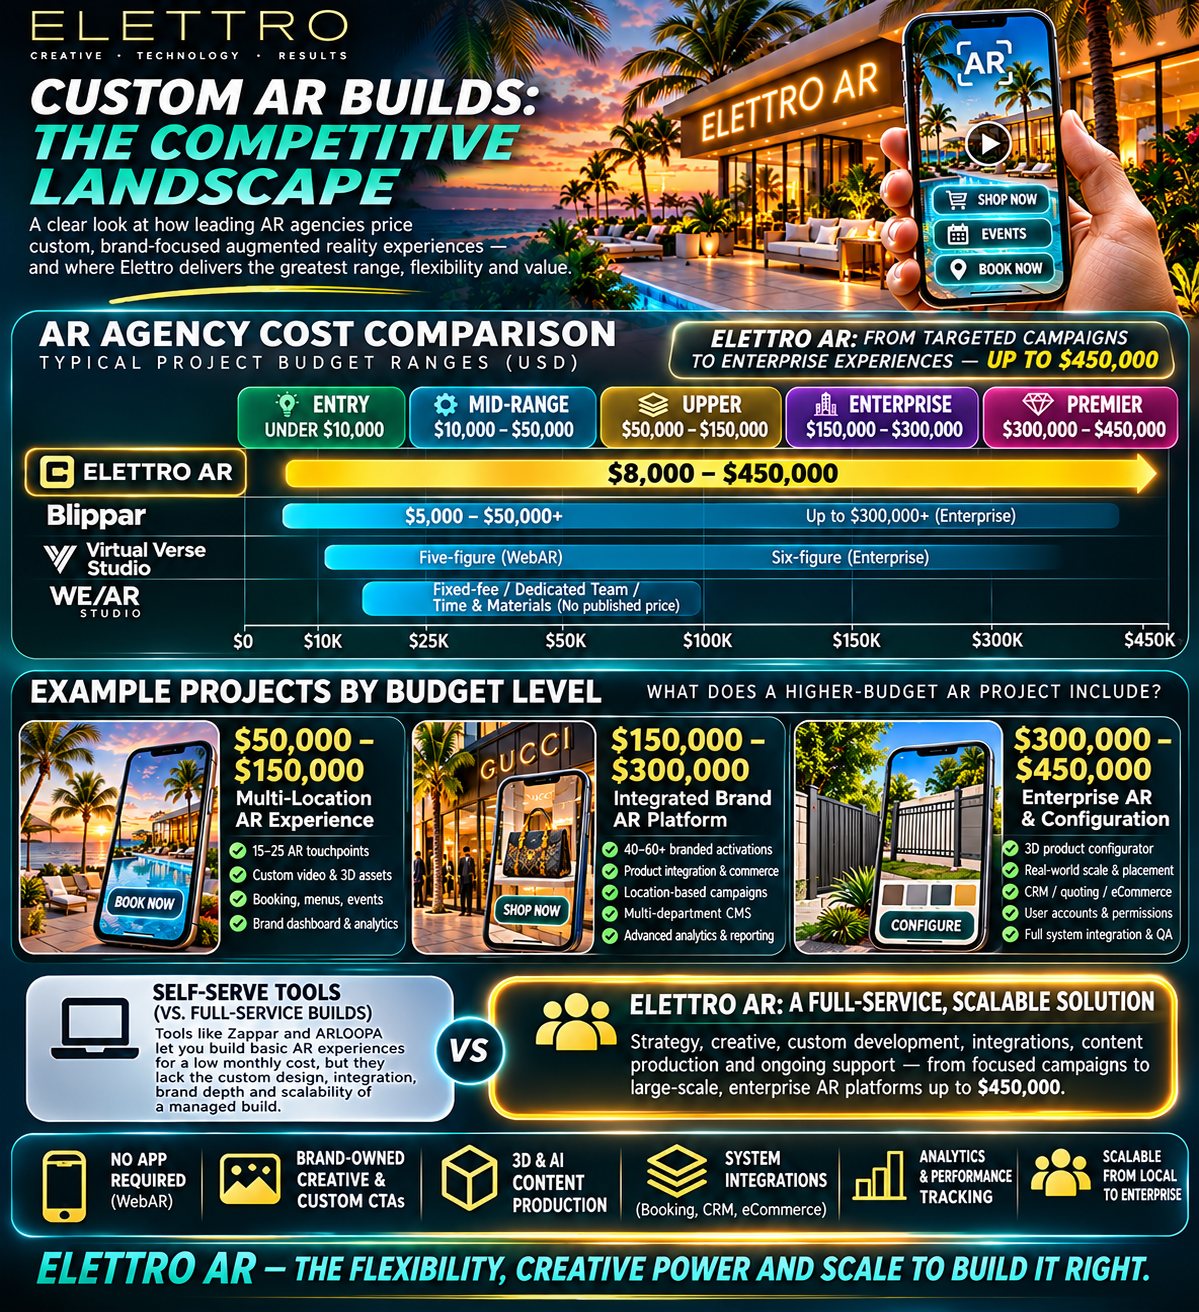 ELETTRO
CREATIVE • TECHNOLOGY • RESULTS
CUSTOM AR BUILDS:
THE COMPETITIVE
LANDSCAPE
A clear look at how leading AR agencies price
custom, brand-focused augmented reality experiences —
and where Elettro delivers the greatest range, flexibility and value.
ELETTRO AR
AR
SHOP NOW
EVENTS
BOOK NOW
AR AGENCY COST COMPARISON
TYPICAL PROJECT BUDGET RANGES (USD)
ELETTRO AR: FROM TARGETED CAMPAIGNS
TO ENTERPRISE EXPERIENCES — UP TO $450,000
ENTRY
UNDER $10,000
MID-RANGE
$10,000 – $50,000
UPPER
$50,000 – $150,000
ENTERPRISE
$150,000 – $300,000
PREMIER
$300,000 – $450,000
ELETTRO AR
$8,000 – $450,000
Blippar
$5,000 – $50,000+
Up to $300,000+ (Enterprise)
Virtual Verse
Studio
Five-figure (WebAR)
Six-figure (Enterprise)
WE/AR
STUDIO
Fixed-fee / Dedicated Team /
Time & Materials (No published price)
$0 $10K $25K $50K $100K $150K $300K $450K
EXAMPLE PROJECTS BY BUDGET LEVEL
WHAT DOES A HIGHER-BUDGET AR PROJECT INCLUDE?
BOOK NOW
$50,000 –
$150,000
Multi-Location
AR Experience
15–25 AR touchpoints
Custom video & 3D assets
Booking, menus, events
Brand dashboard & analytics
GUCCI
GUCCI
SHOP NOW
$150,000 –
$300,000
Integrated Brand
AR Platform
40–60+ branded activations
Product integration & commerce
Location-based campaigns
Multi-department CMS
Advanced analytics & reporting
CONFIGURE
$300,000 –
$450,000
Enterprise AR
& Configuration
3D product configurator
Real-world scale & placement
CRM / quoting / eCommerce
User accounts & permissions
Full system integration & QA
SELF-SERVE TOOLS
(VS. FULL-SERVICE BUILDS)
Tools like Zappar and ARLOOPA
let you build basic AR experiences
for a low monthly cost, but they
lack the custom design, integration,
brand depth and scalability of
a managed build.
VS
ELETTRO AR: A FULL-SERVICE, SCALABLE SOLUTION
Strategy, creative, custom development, integrations, content
production and ongoing support — from focused campaigns to
large-scale, enterprise AR platforms up to $450,000.
NO APP
REQUIRED
(WebAR)
BRAND-OWNED
CREATIVE &
CUSTOM CTAs
3D & AI
CONTENT
PRODUCTION
SYSTEM
INTEGRATIONS
(Booking, CRM, eCommerce)
ANALYTICS
& PERFORMANCE
TRACKING
SCALABLE
FROM LOCAL
TO ENTERPRISE
ELETTRO AR – THE FLEXIBILITY, CREATIVE POWER AND SCALE TO BUILD IT RIGHT.